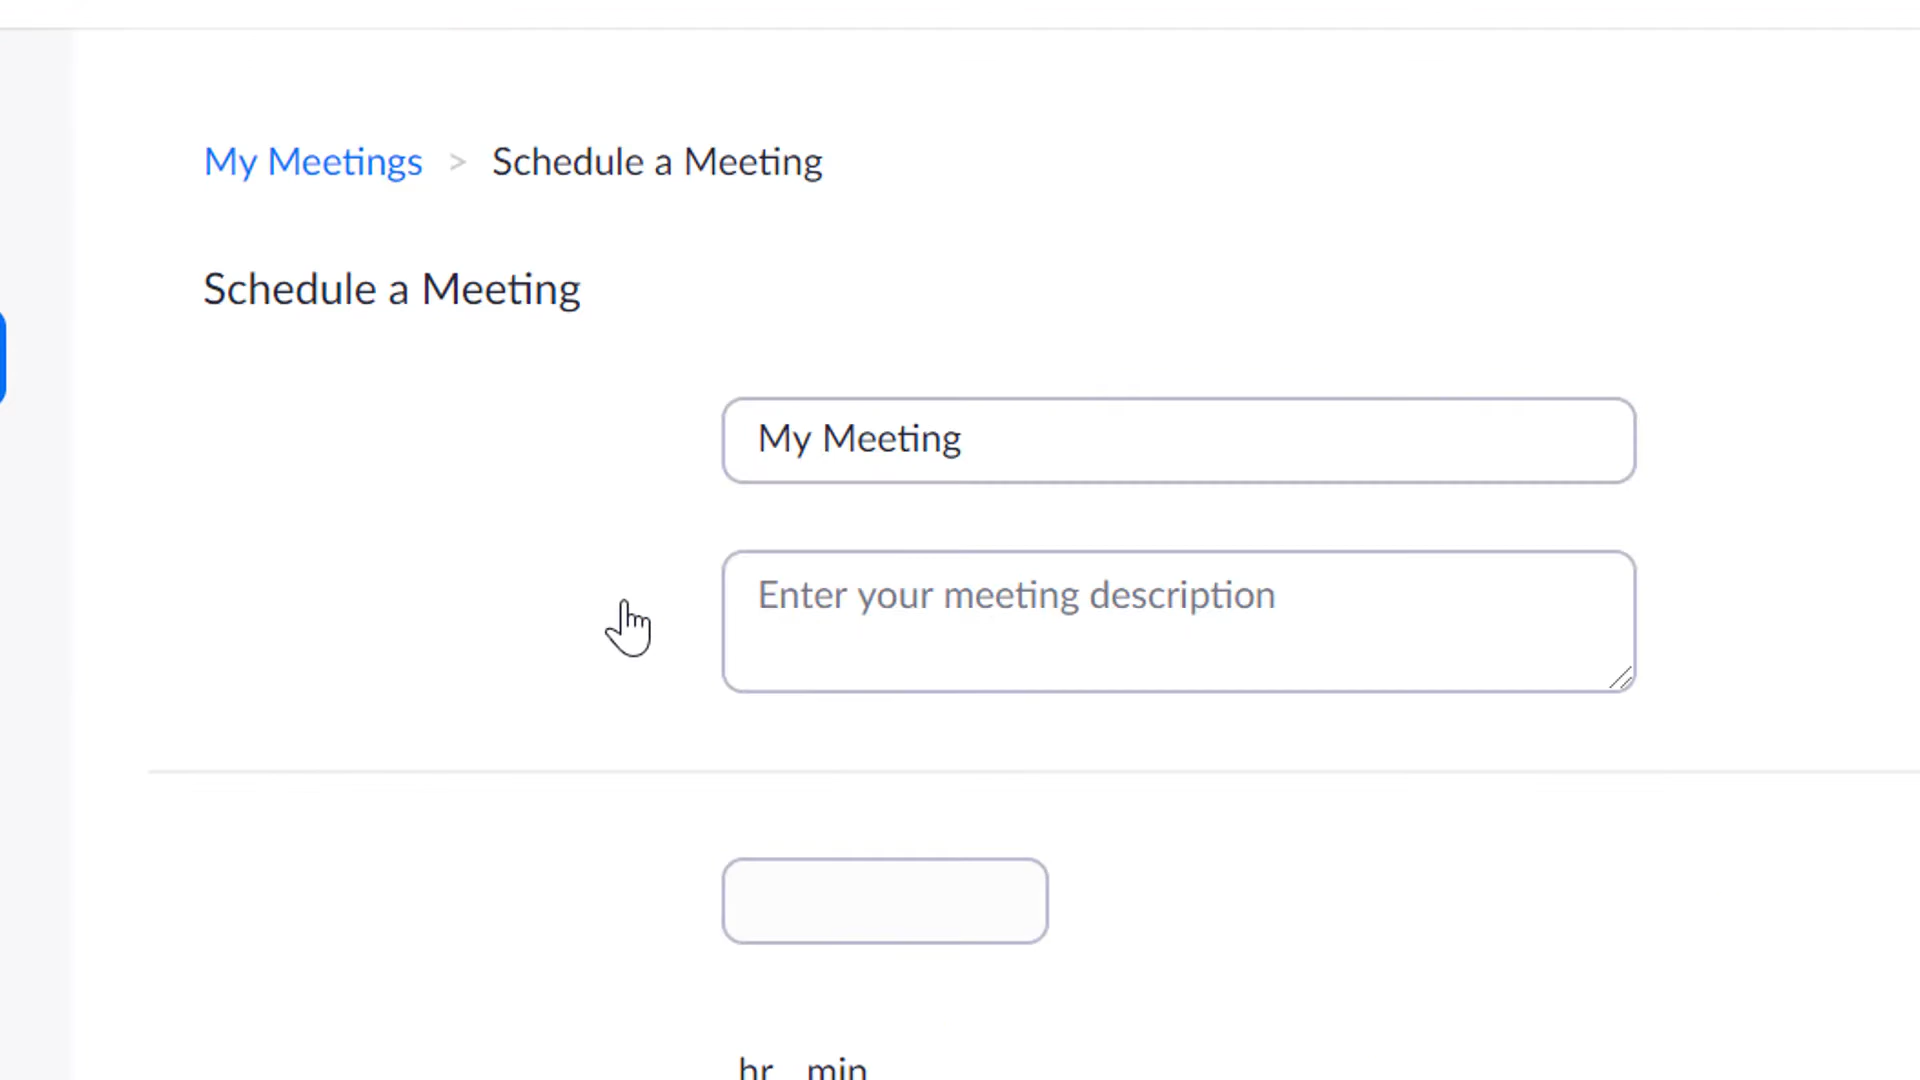 My Meetings > Schedule a Meeting
Schedule a Meeting
My Meeting
Enter your meeting description
hr min